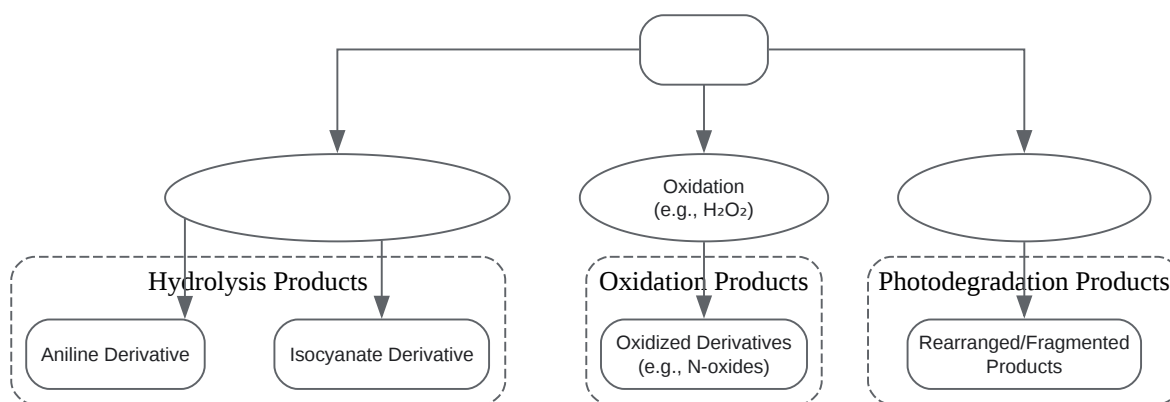 Oxidation
(e.g., H₂O₂)
Hydrolysis Products
Oxidation Products
Photodegradation Products
Aniline Derivative
Isocyanate Derivative
Oxidized Derivatives
(e.g., N-oxides)
Rearranged/Fragmented
Products